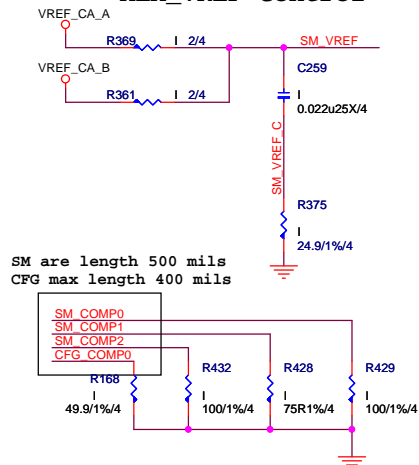 VREF_CA_A
R369 I 2/4
SM_VREF
VREF_CA_B
R361 I 2/4
C259
I
0.022u25X/4
SM_VREF_C
R375
I
24.9/1%/4
SM are length 500 mils
CFG max length 400 mils
SM_COMP0
SM_COMP1
SM_COMP2
CFG_COMP0
R168 R432 R428 R429
I I I I
49.9/1%/4 100/1%/4 75R1%/4 100/1%/4